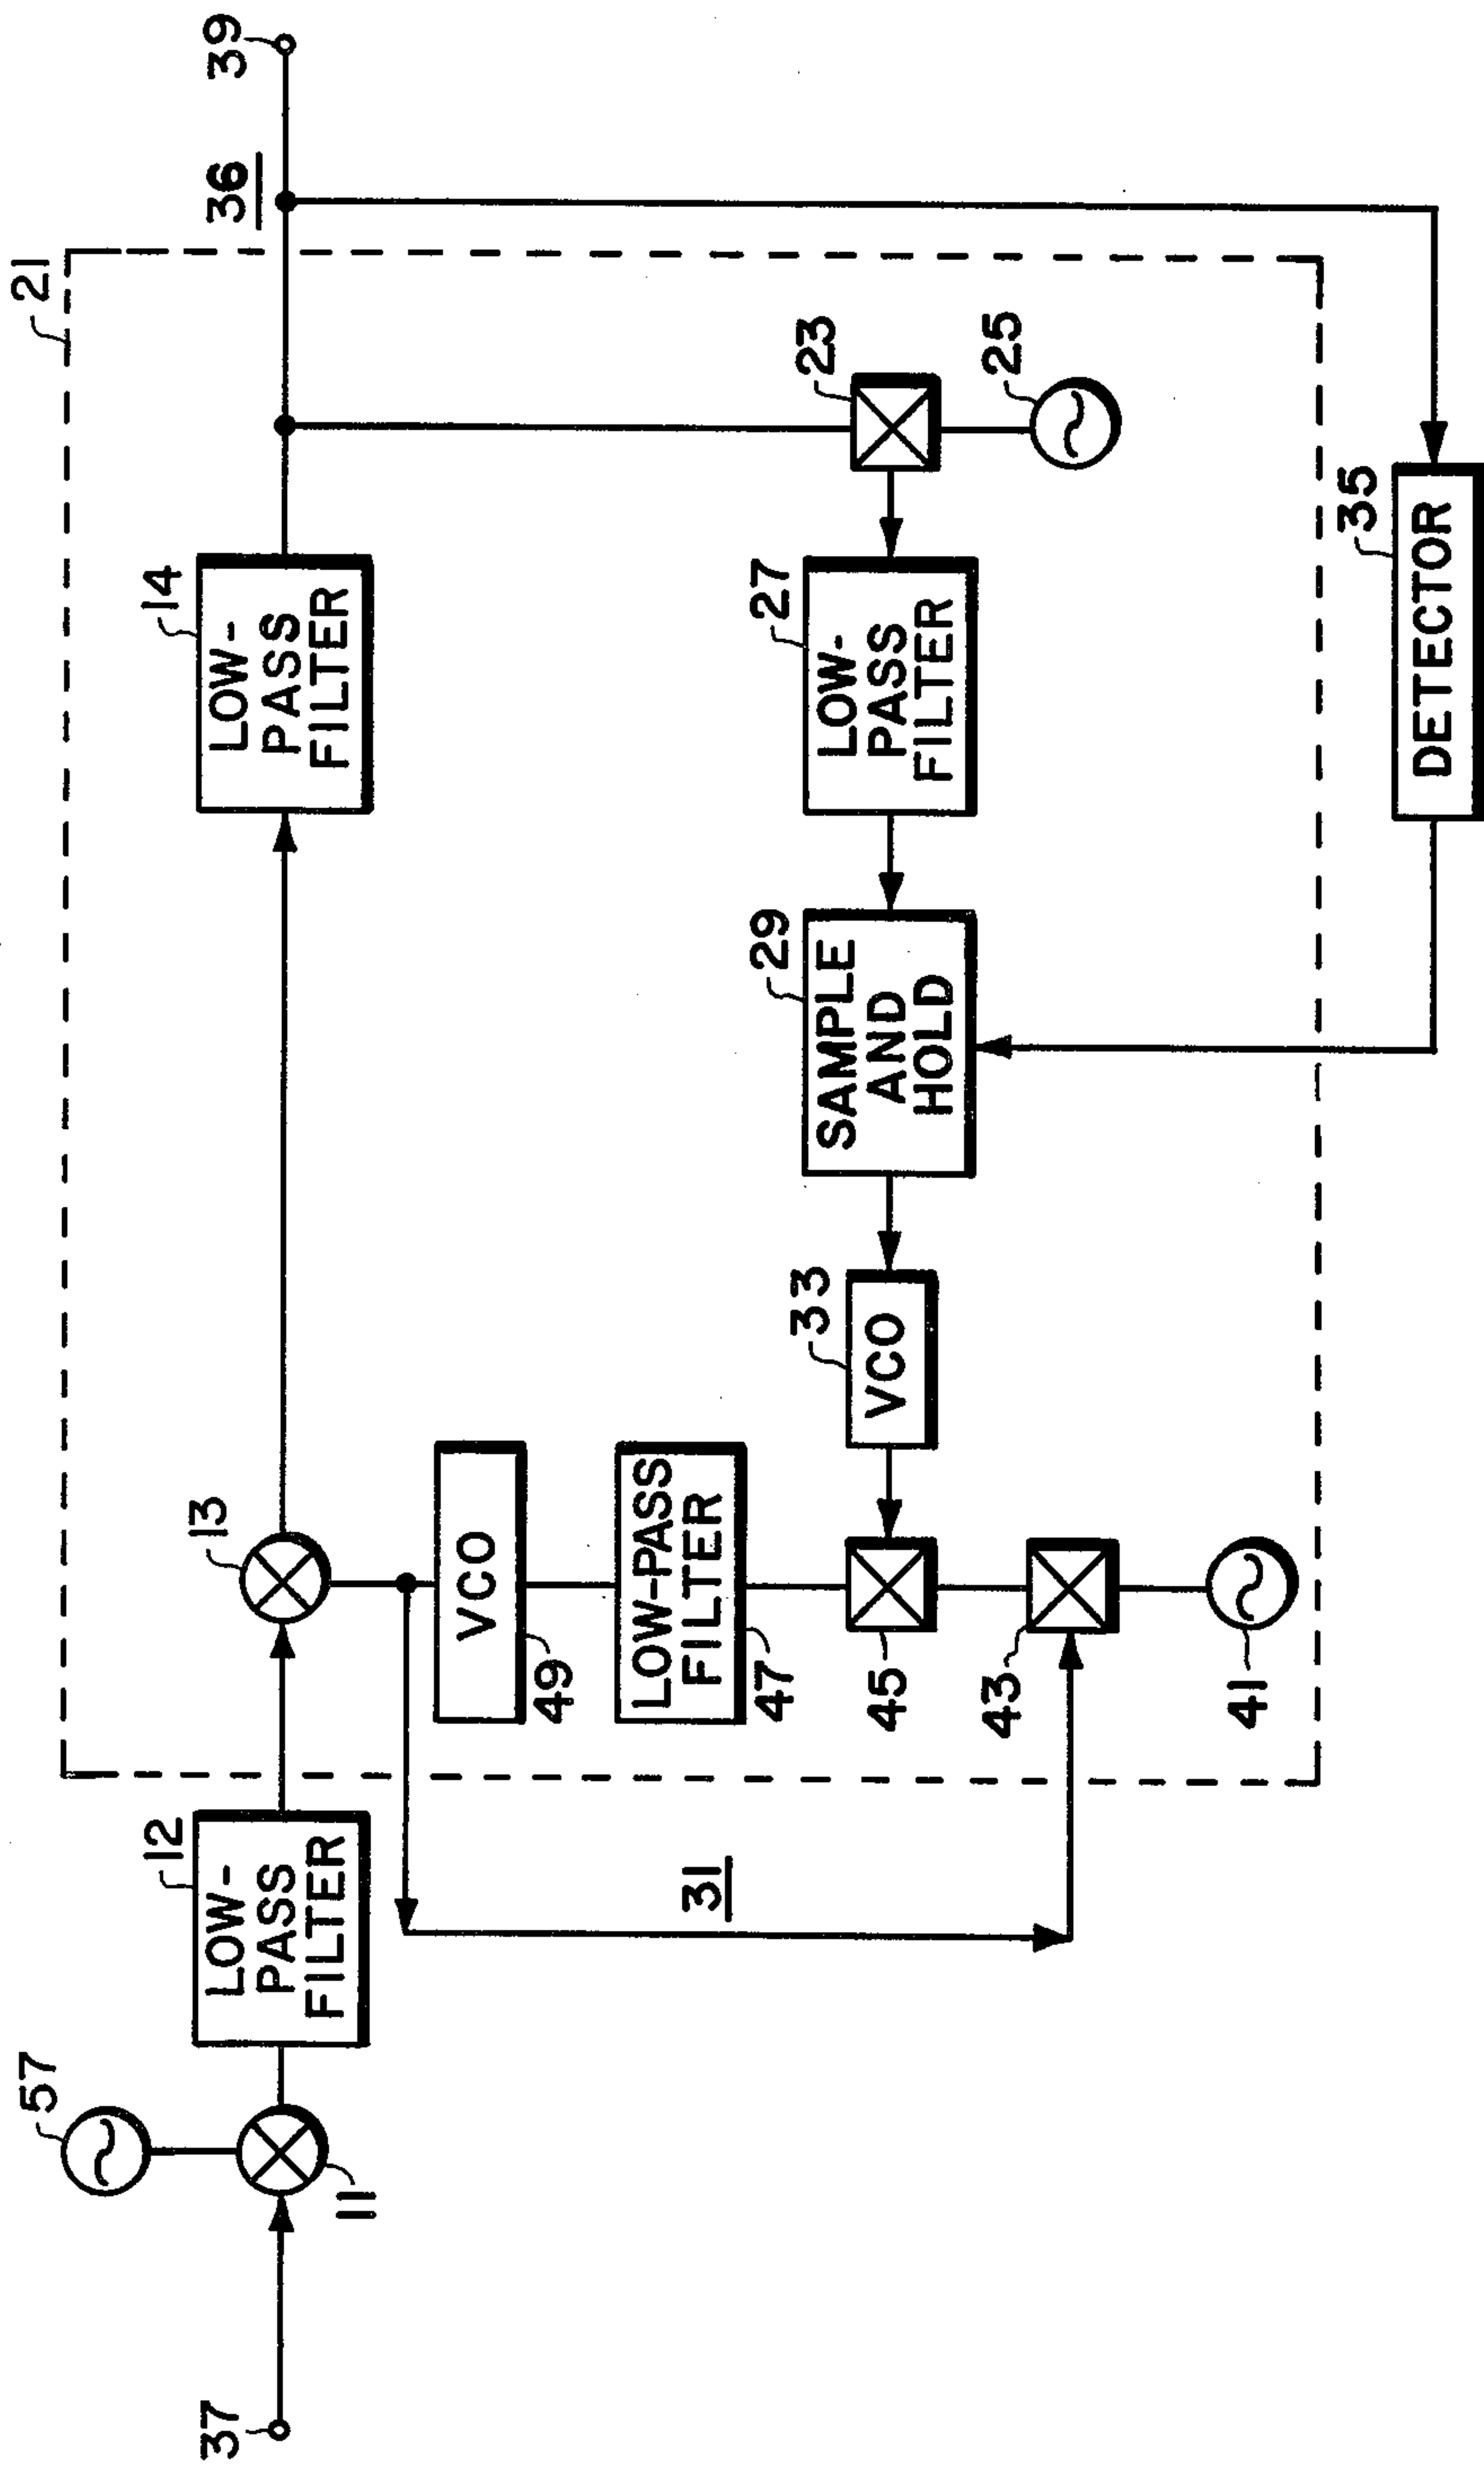 57
37
11
12
LOW-
PASS
FILTER
13
14
LOW-
PASS
FILTER
21
36
39
31
VCO
49
LOW-PASS
FILTER
47
45
43
41
33
VCO
29
SAMPLE
AND
HOLD
27
LOW-
PASS
FILTER
23
25
35
DETECTOR